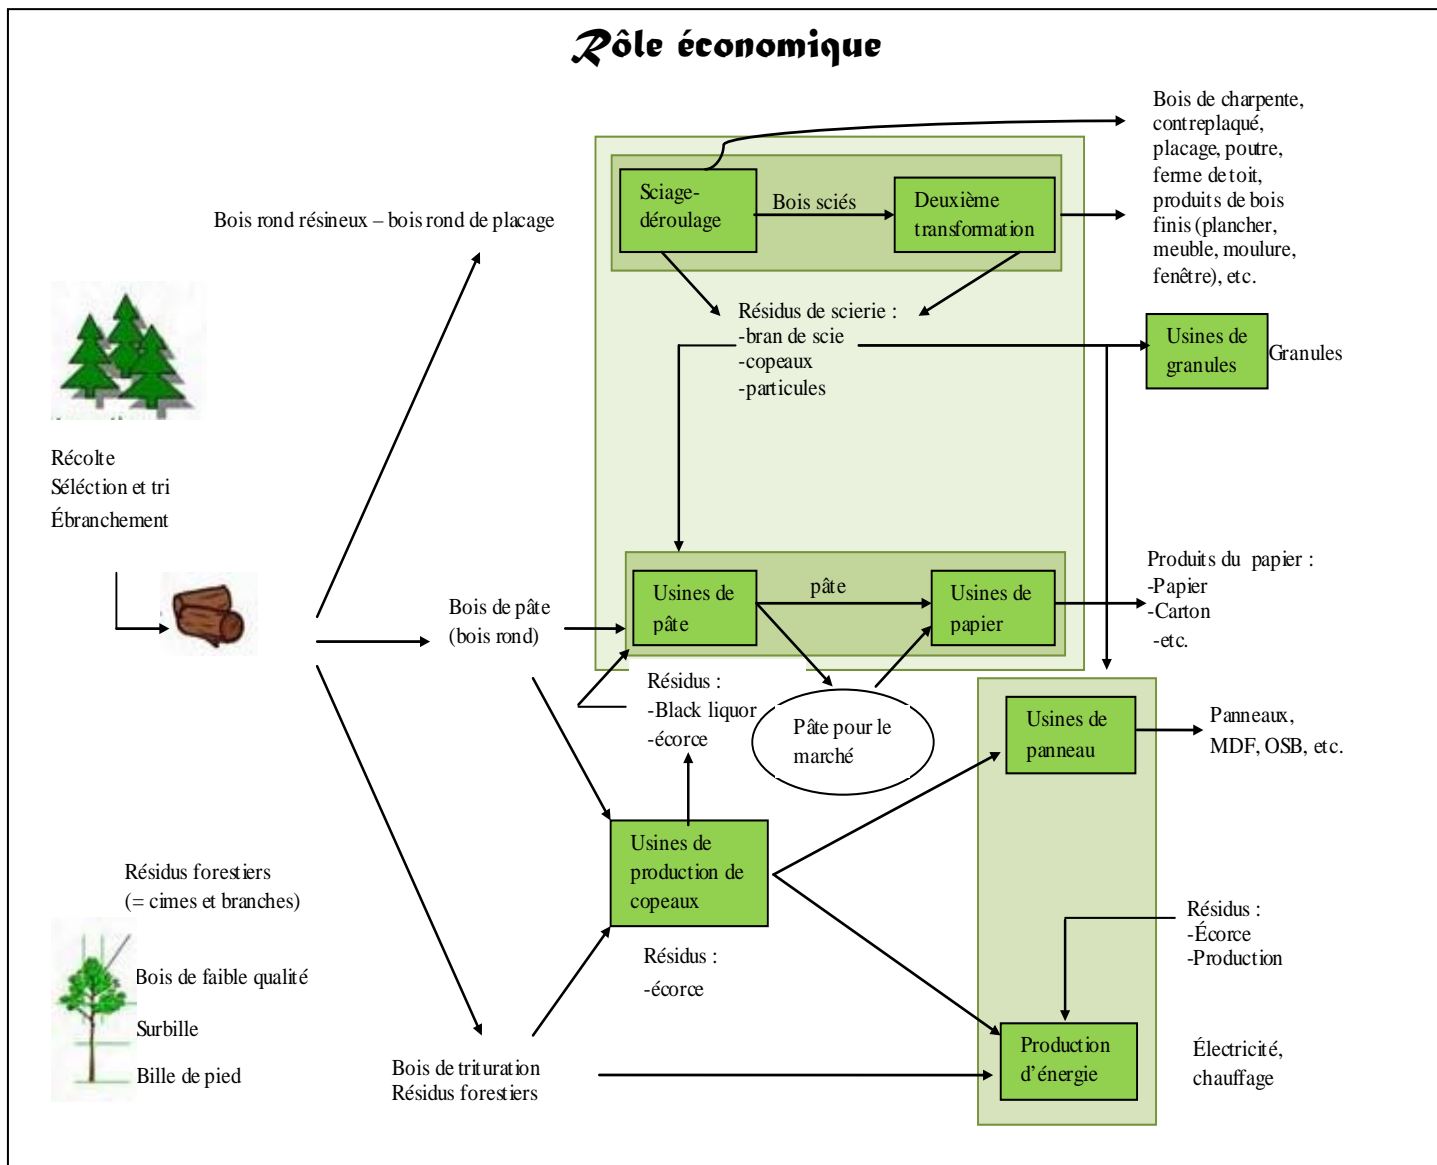 Rôle économique
Bois de charpente,
contreplaqué,
placage, poutre,
ferme de toit,
produits de bois
finis (plancher,
meuble, moulure,
fenêtre), etc.
Sciage-
déroulage
Bois sciés
Deuxième
transformation
Bois rond résineux – bois rond de placage
Résidus de scierie :
-bran de scie
-copeaux
-particules
Usines de
granules
Granules
Récolte
Séléction et tri
Ébranchement
Bois de pâte
(bois rond)
Usines de
pâte
pâte
Usines de
papier
Produits du papier :
-Papier
-Carton
-etc.
Résidus :
-Black liquor
-écorce
Pâte pour le
marché
Usines de
panneau
Panneaux,
MDF, OSB, etc.
Usines de
production de
copeaux
Résidus :
-écorce
Résidus forestiers
(= cimes et branches)
Bois de faible qualité
Surbille
Bille de pied
Bois de trituration
Résidus forestiers
Résidus :
-Écorce
-Production
Production
d’énergie
Électricité,
chauffage